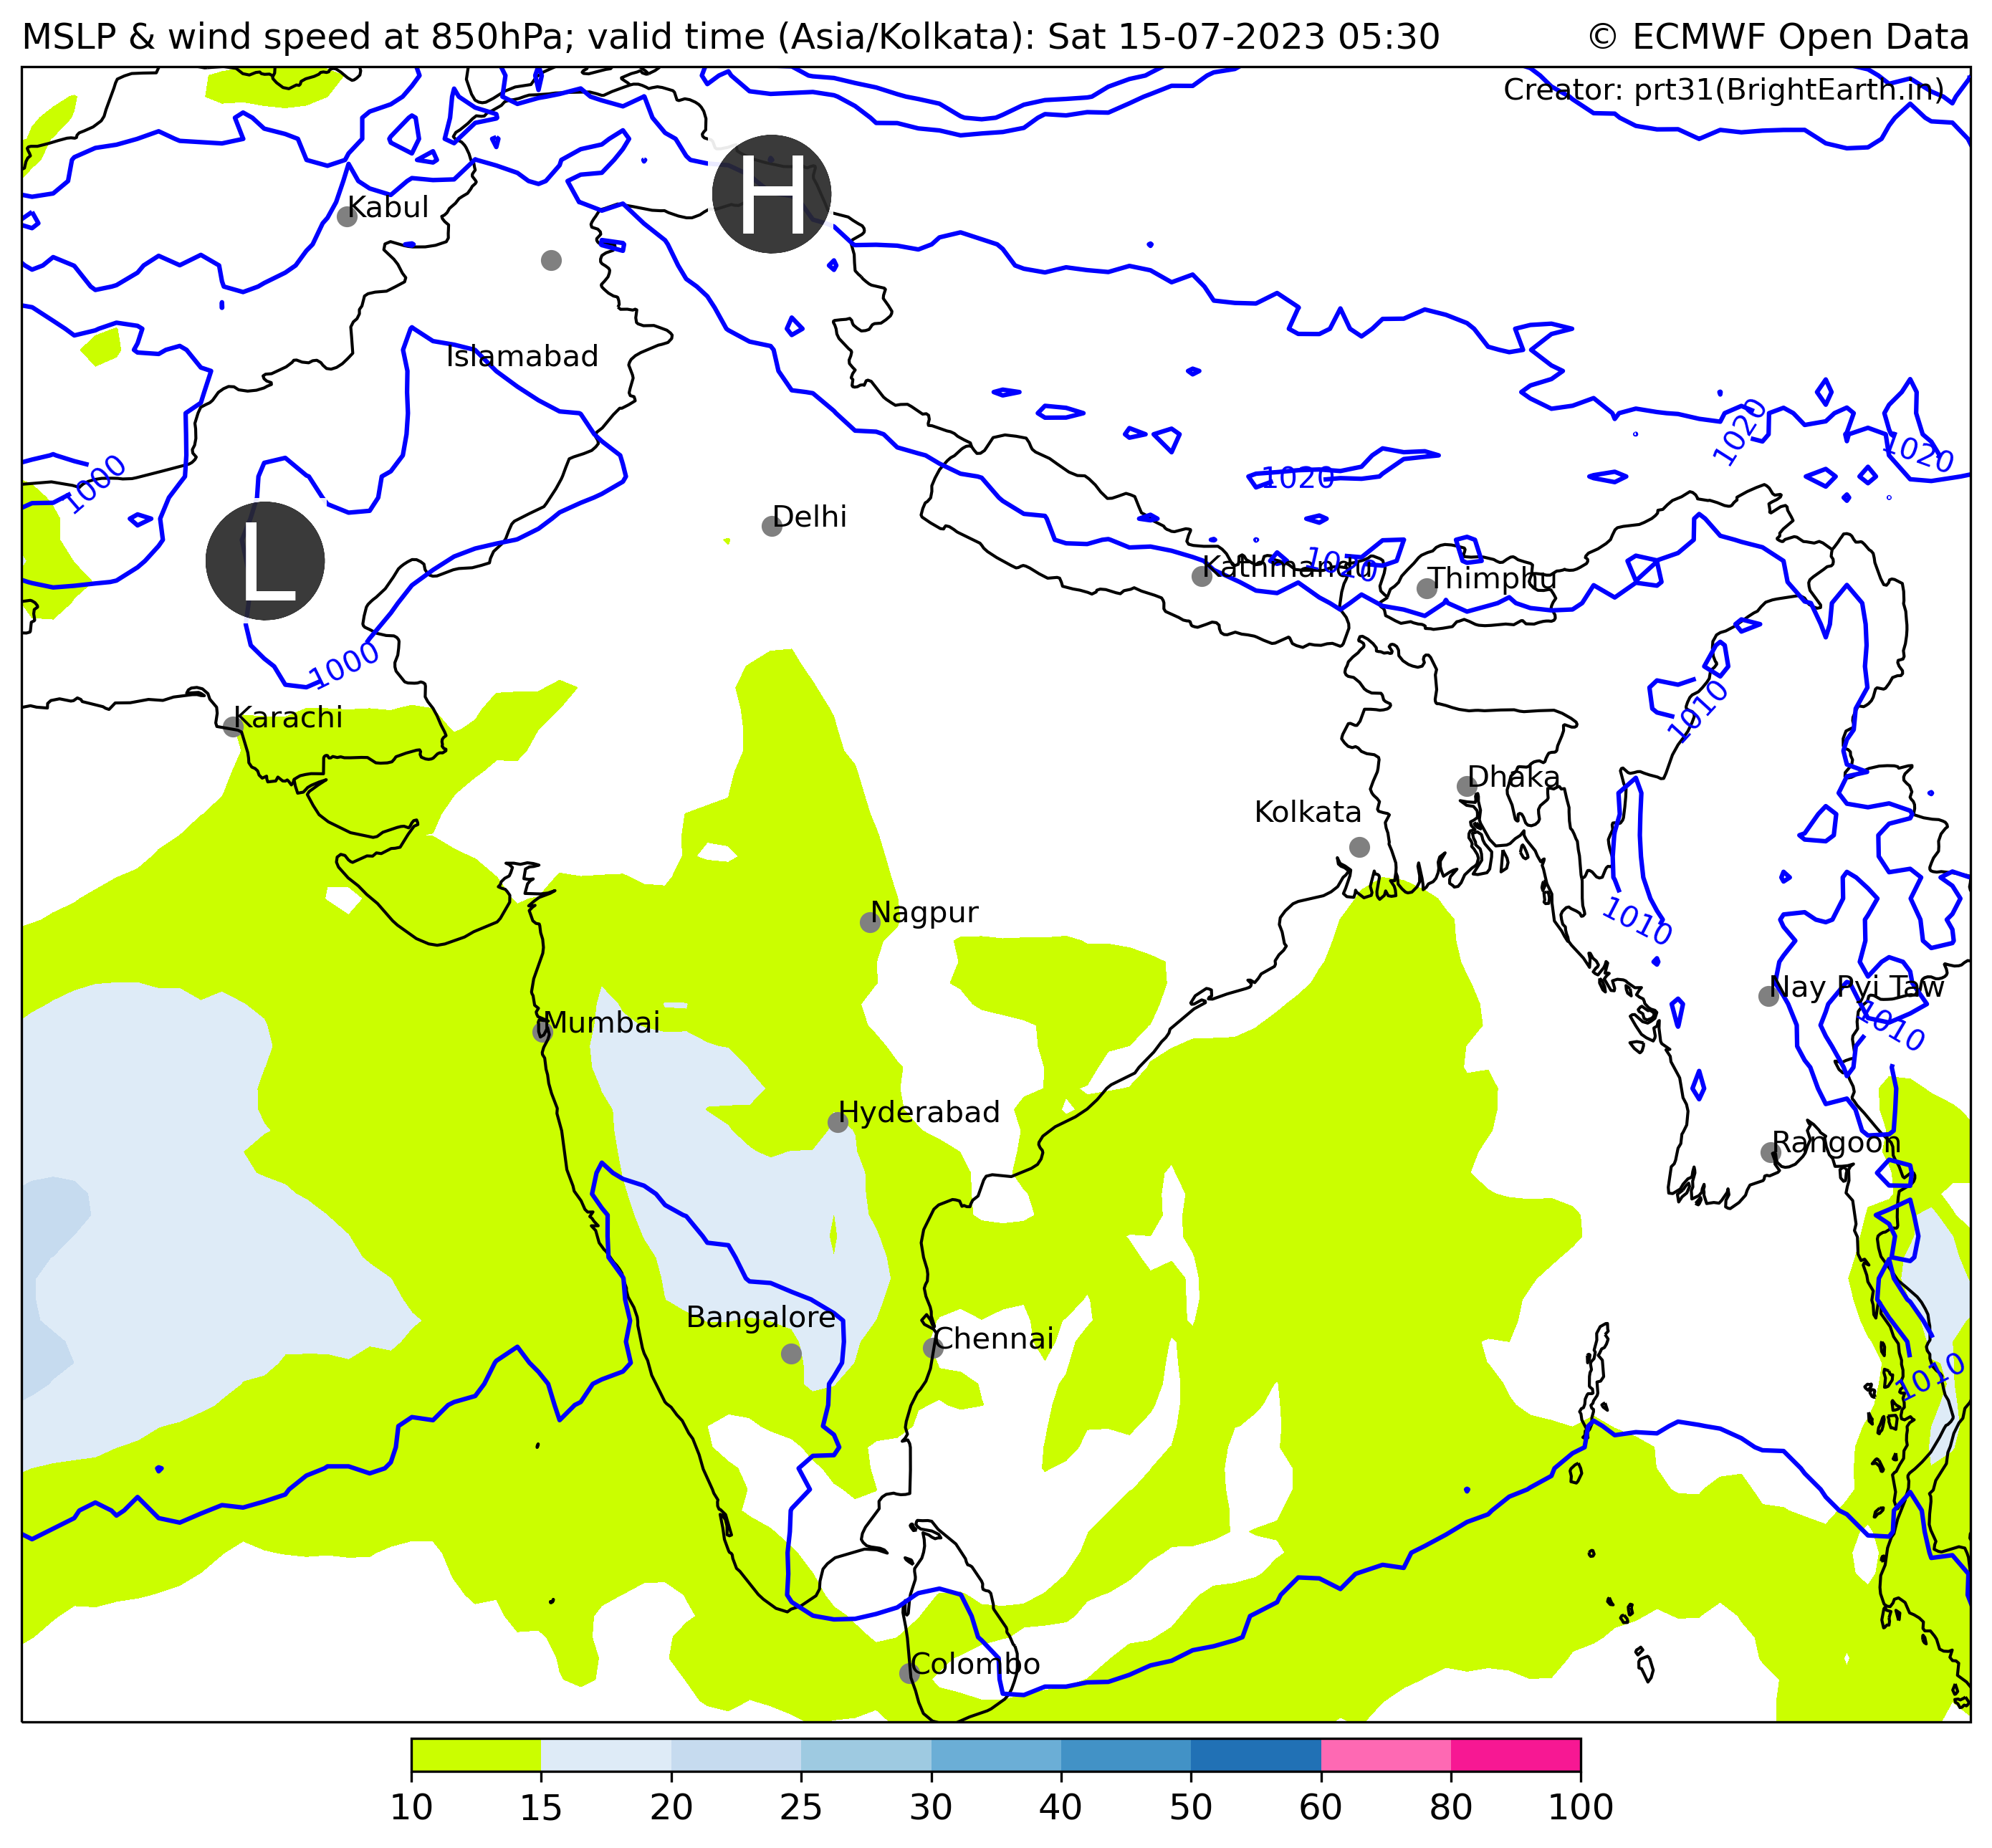 MSLP & wind speed at 850hPa; valid time (Asia/Kolkata): Sat 15-07-2023 05:30
© ECMWF Open Data
Creator: prt31(BrightEarth.in)
H
Kabul
Islamabad
1000
1020
1020
1020
L
Delhi
Kathmandu
1010
Thimphu
1000
Karachi
1010
Dhaka
Kolkata
Nagpur
1010
Nay Pyi Taw
Mumbai
1010
Hyderabad
Rangoon
Bangalore
Chennai
1010
Colombo
10 15 20 25 30 40 50 60 80 100